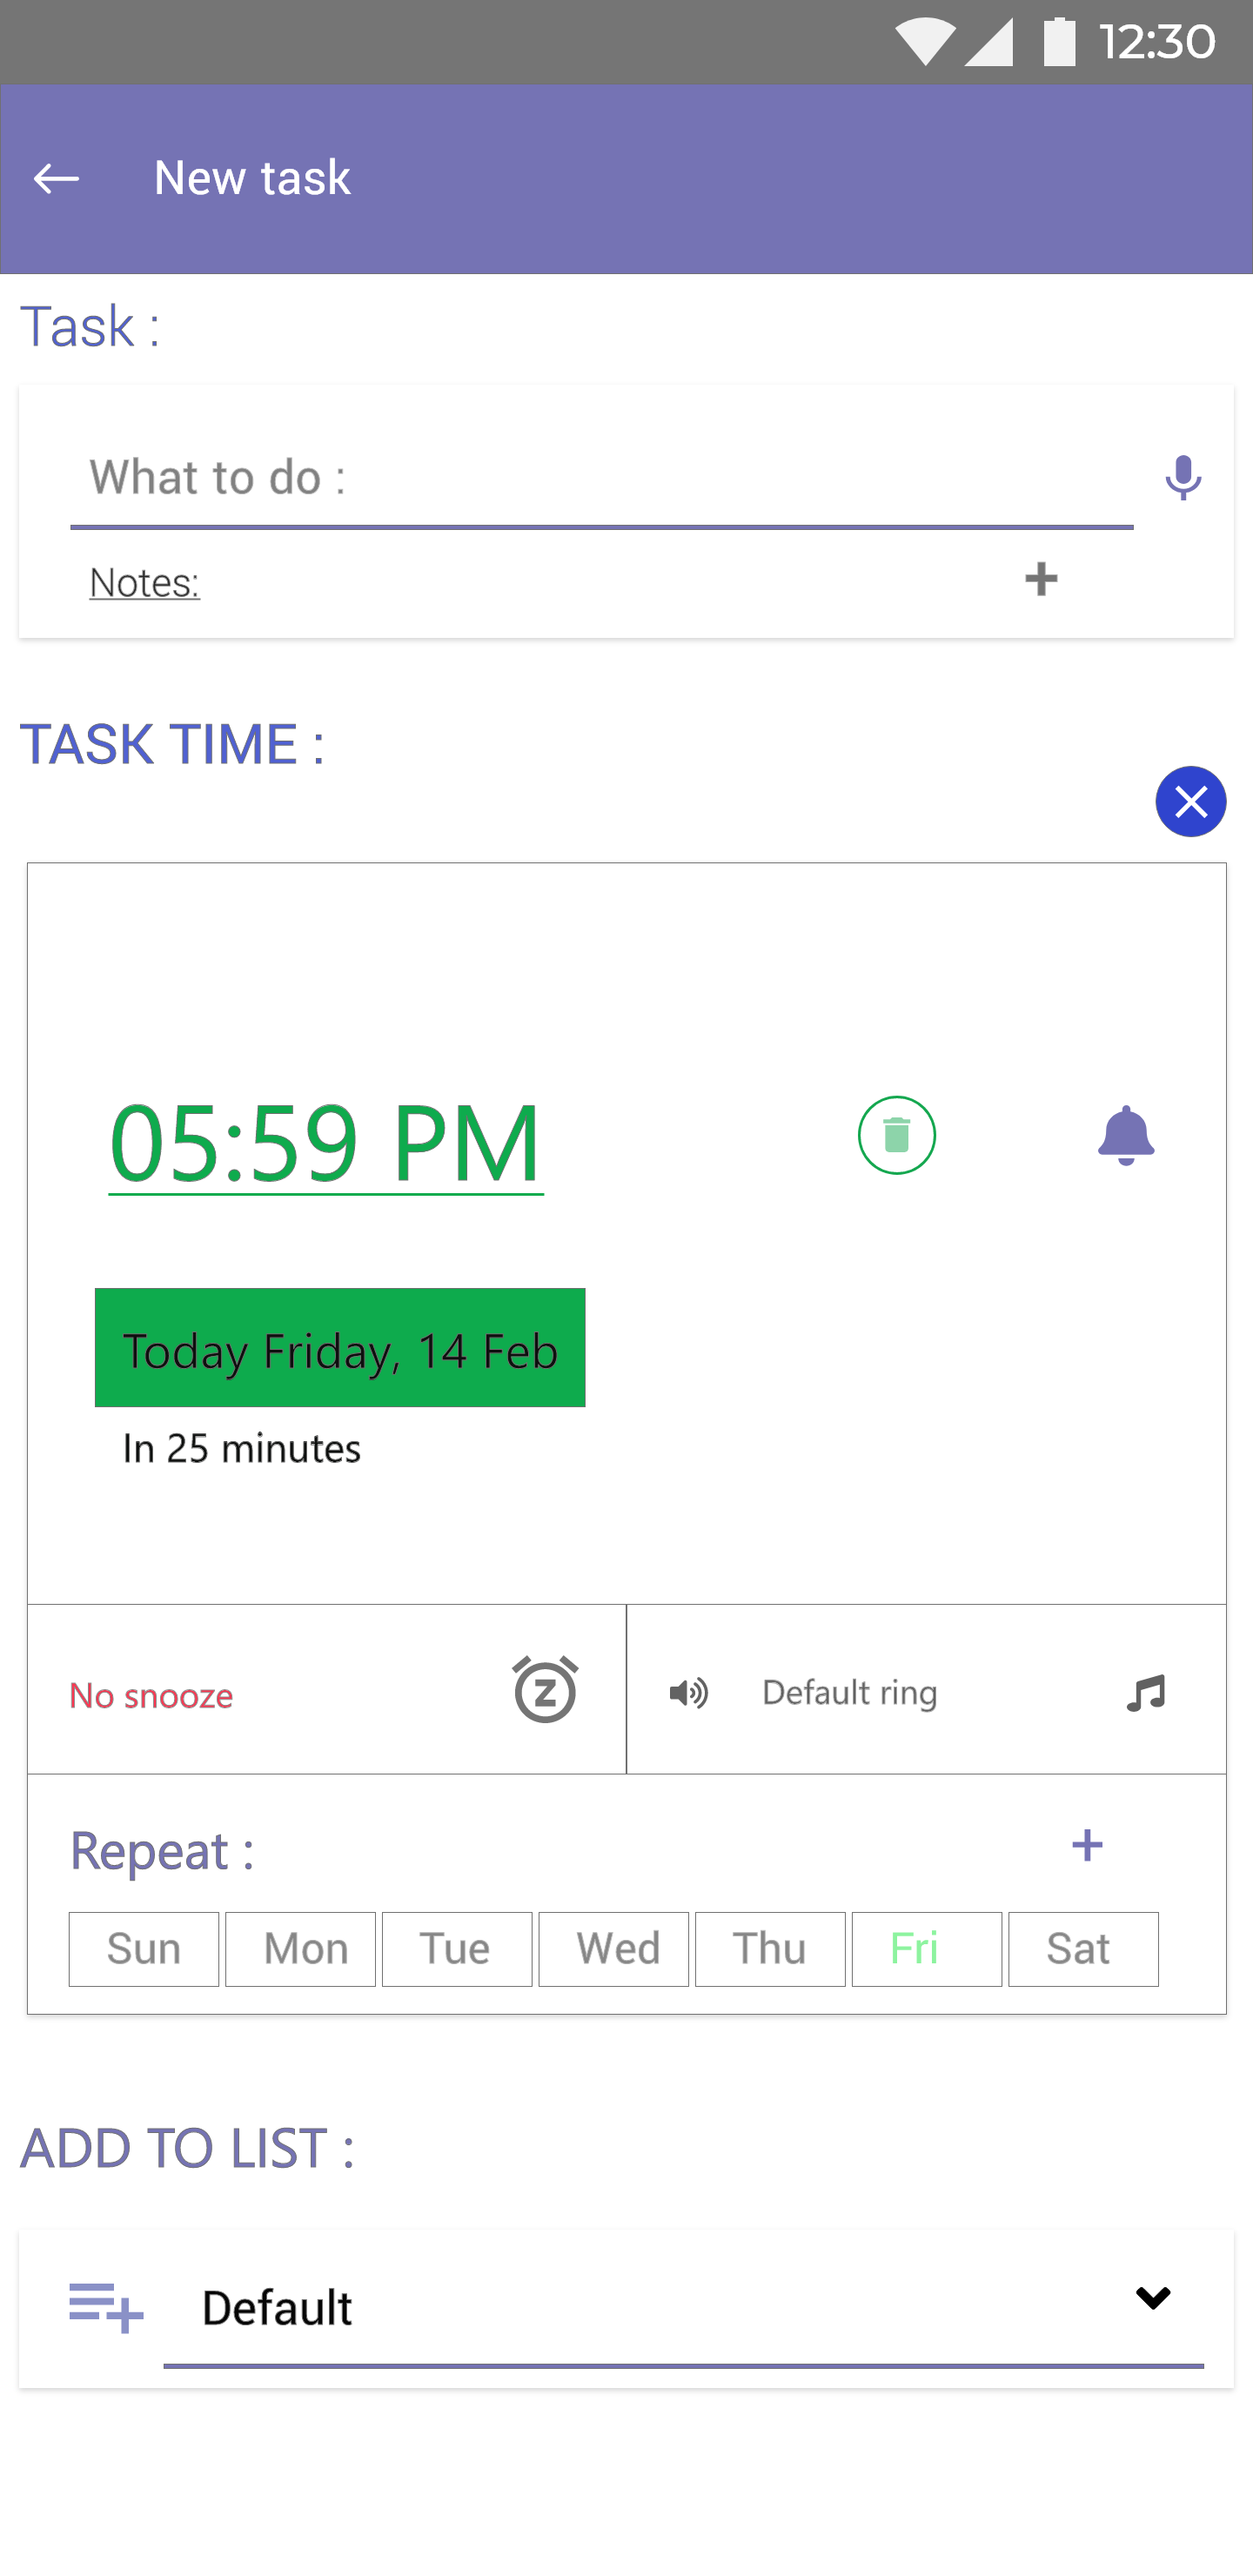 12:30
New task
Task :
What to do :
Notes:
TASK TIME :
05:59 PM
Today Friday, 14 Feb
In 25 minutes
No snooze
Default ring
Repeat :
Sun Mon Tue Wed Thu Fri Sat
ADD TO LIST :
Default